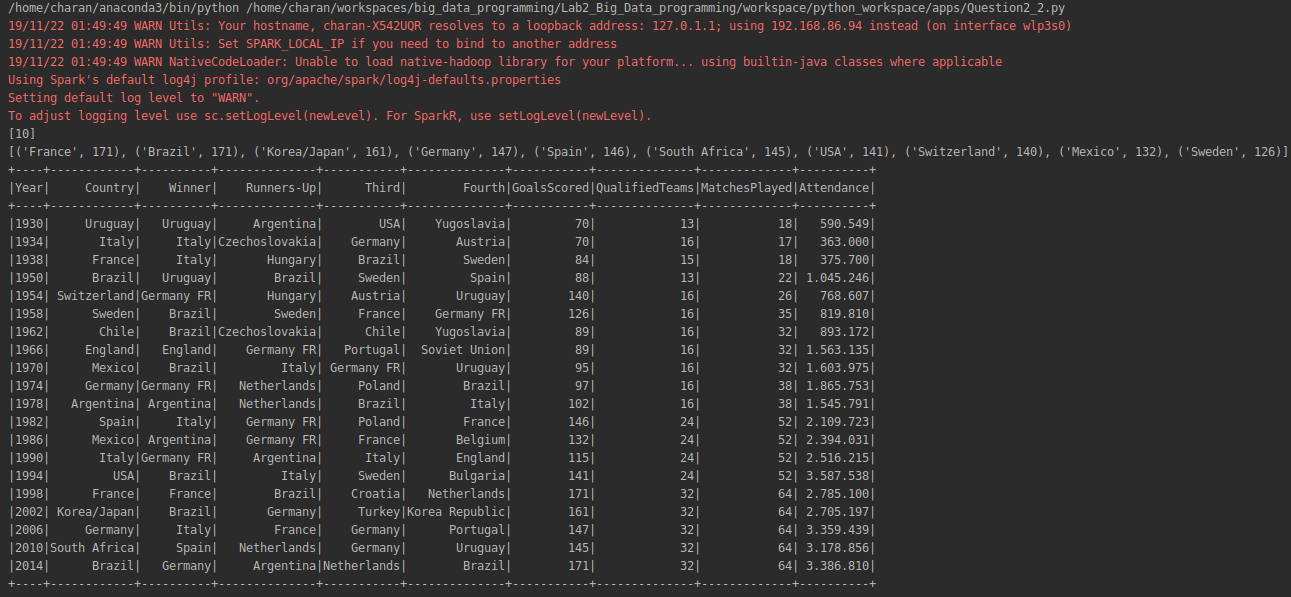 /home/charan/anaconda3/bin/python /home/charan/workspaces/big_data_programming/Lab2_Big_Data_programming/workspace/python_workspace/apps/Question2_2.py
19/11/22 01:49:49 WARN Utils: Your hostname, charan-X542UQR resolves to a loopback address: 127.0.1.1; using 192.168.86.94 instead (on interface wlp3s0)
19/11/22 01:49:49 WARN Utils: Set SPARK_LOCAL_IP if you need to bind to another address
19/11/22 01:49:49 WARN NativeCodeLoader: Unable to load native-hadoop library for your platform... using builtin-java classes where applicable
Using Spark's default log4j profile: org/apache/spark/log4j-defaults.properties
Setting default log level to "WARN".
To adjust logging level use sc.setLogLevel(newLevel). For SparkR, use setLogLevel(newLevel).
[10]
[('France', 171), ('Brazil', 171), ('Korea/Japan', 161), ('Germany', 147), ('Spain', 146), ('South Africa', 145), ('USA', 141), ('Switzerland', 140), ('Mexico', 132), ('Sweden', 126)]
+----+------------+----------+--------------+-----------+--------------+-----------+--------------+-------------+----------+
|Year|     Country|    Winner|    Runners-Up|      Third|        Fourth|GoalsScored|QualifiedTeams|MatchesPlayed|Attendance|
+----+------------+----------+--------------+-----------+--------------+-----------+--------------+-------------+----------+
|1930|     Uruguay|   Uruguay|     Argentina|        USA|    Yugoslavia|         70|            13|           18|   590.549|
|1934|       Italy|     Italy|Czechoslovakia|    Germany|       Austria|         70|            16|           17|   363.000|
|1938|      France|     Italy|       Hungary|     Brazil|        Sweden|         84|            15|           18|   375.700|
|1950|      Brazil|   Uruguay|        Brazil|     Sweden|         Spain|         88|            13|           22| 1.045.246|
|1954| Switzerland|Germany FR|       Hungary|    Austria|       Uruguay|        140|            16|           26|   768.607|
|1958|      Sweden|    Brazil|        Sweden|     France|    Germany FR|        126|            16|           35|   819.810|
|1962|       Chile|    Brazil|Czechoslovakia|      Chile|    Yugoslavia|         89|            16|           32|   893.172|
|1966|     England|   England|    Germany FR|   Portugal|  Soviet Union|         89|            16|           32| 1.563.135|
|1970|      Mexico|    Brazil|         Italy| Germany FR|       Uruguay|         95|            16|           32| 1.603.975|
|1974|     Germany|Germany FR|   Netherlands|     Poland|        Brazil|         97|            16|           38| 1.865.753|
|1978|   Argentina| Argentina|   Netherlands|     Brazil|         Italy|        102|            16|           38| 1.545.791|
|1982|       Spain|     Italy|    Germany FR|     Poland|        France|        146|            24|           52| 2.109.723|
|1986|      Mexico| Argentina|    Germany FR|     France|       Belgium|        132|            24|           52| 2.394.031|
|1990|       Italy|Germany FR|     Argentina|      Italy|       England|        115|            24|           52| 2.516.215|
|1994|         USA|    Brazil|         Italy|     Sweden|      Bulgaria|        141|            24|           52| 3.587.538|
|1998|      France|    France|        Brazil|    Croatia|   Netherlands|        171|            32|           64| 2.785.100|
|2002| Korea/Japan|    Brazil|       Germany|     Turkey|Korea Republic|        161|            32|           64| 2.705.197|
|2006|     Germany|     Italy|        France|    Germany|      Portugal|        147|            32|           64| 3.359.439|
|2010|South Africa|     Spain|   Netherlands|    Germany|       Uruguay|        145|            32|           64| 3.178.856|
|2014|      Brazil|   Germany|     Argentina|Netherlands|        Brazil|        171|            32|           64| 3.386.810|
+----+------------+----------+--------------+-----------+--------------+-----------+--------------+-------------+----------+